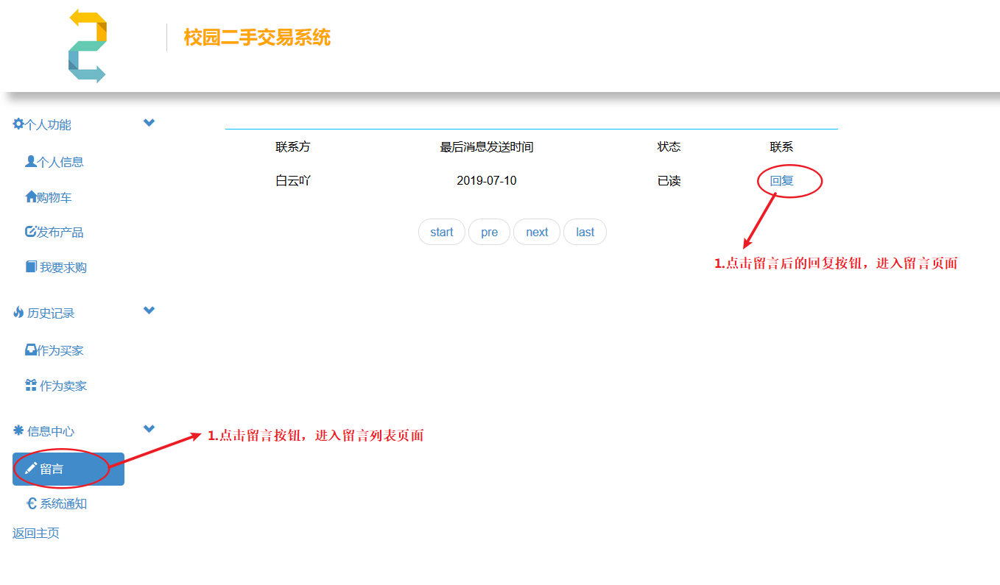 校园二手交易系统
个人功能
个人信息
购物车
发布产品
我要求购
历史记录
作为买家
作为卖家
信息中心
留言
系统通知
返回主页
联系方 最后消息发送时间 状态 联系
白云吖 2019-07-10 已读 回复
start pre next last
1.点击留言后的回复按钮，进入留言页面
1.点击留言按钮，进入留言列表页面